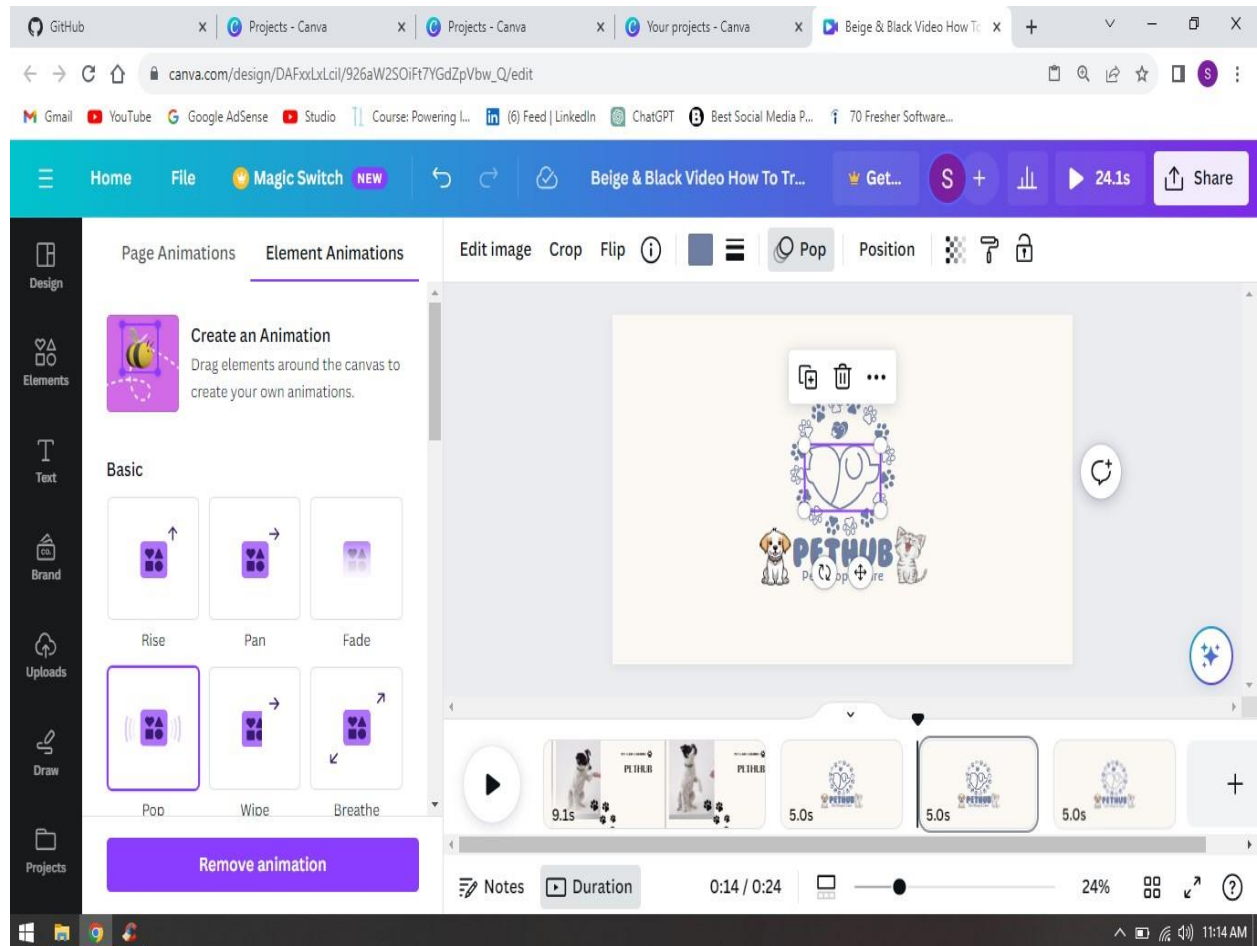 GitHub
Projects - Canva
Projects - Canva
Your projects - Canva
Beige & Black Video How To
canva.com/design/DAFxxLxLciI/926aW2SOiFt7YGdZpVbw_Q/edit
S
Gmail YouTube Google AdSense Studio Course: Powering I... (6) Feed | LinkedIn ChatGPT Best Social Media P... 70 Fresher Software...
Home File Magic Switch NEW Beige & Black Video How To Tr... Get... S + 24.1s Share
Page Animations Element Animations
Edit image Crop Flip Pop Position
Design
Elements
Text
Brand
Uploads
Draw
Projects
Create an Animation
Drag elements around the canvas to
create your own animations.
Basic
Rise Pan Fade
Pop Wipe Breathe
Remove animation
PETHUB
PETHUB PETHUB PETHUB PETHUB PETHUB
9.1s 5.0s 5.0s 5.0s
Notes Duration 0:14 / 0:24 24%
11:14 AM